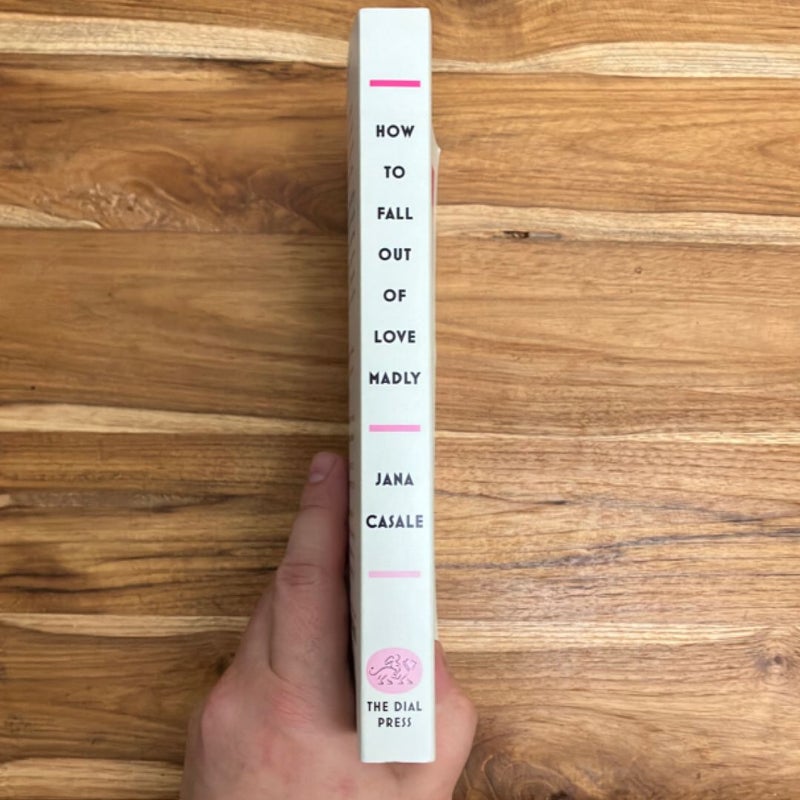 HOW
TO
FALL
OUT
OF
LOVE
MADLY
JANA
CASALE
THE DIAL
PRESS